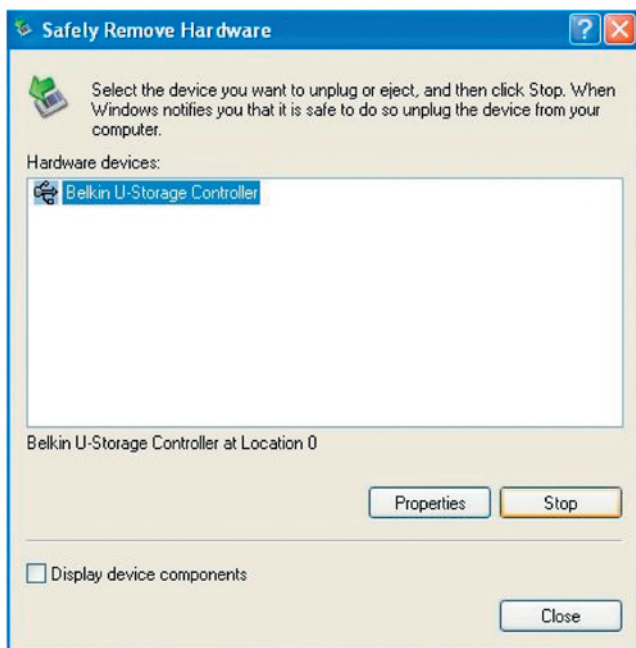 Safely Remove Hardware
Select the device you want to unplug or eject, and then click Stop. When
Windows notifies you that it is safe to do so unplug the device from your
computer.
Hardware devices:
Belkin U-Storage Controller
Belkin U-Storage Controller at Location 0
Properties Stop
Display device components
Close